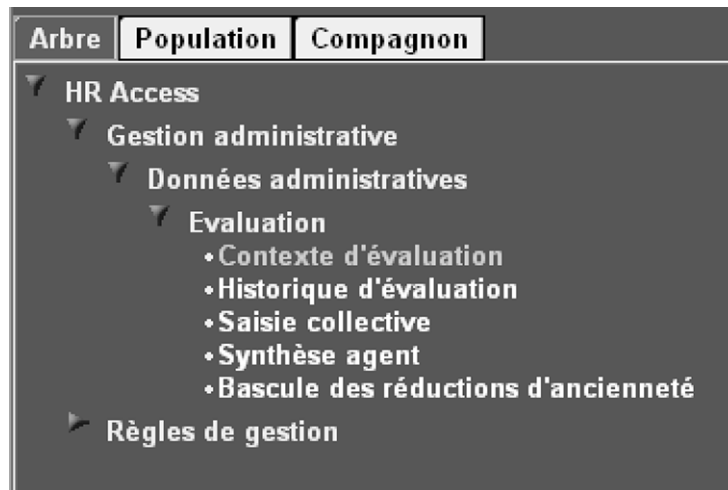 Arbre Population Compagnon
HR Access
Gestion administrative
Données administratives
Evaluation
•Contexte d'évaluation
•Historique d'évaluation
•Saisie collective
•Synthèse agent
•Bascule des réductions d'ancienneté
Règles de gestion